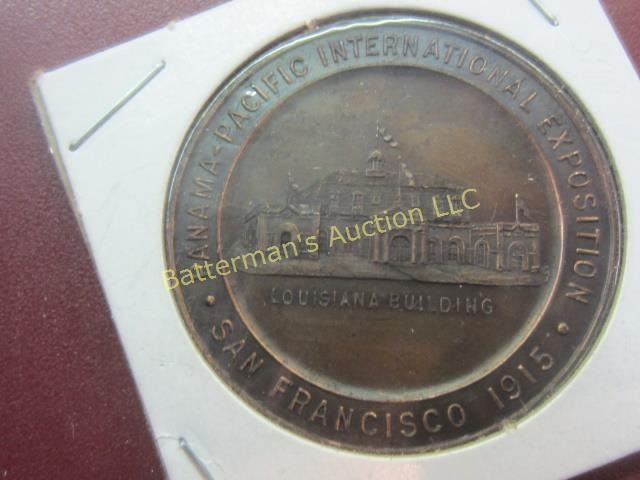 PANAMA-PACIFIC INTERNATIONAL EXPOSITION
LOUISIANA BUILDING
• SAN FRANCISCO 1915 •
Batterman's Auction LLC